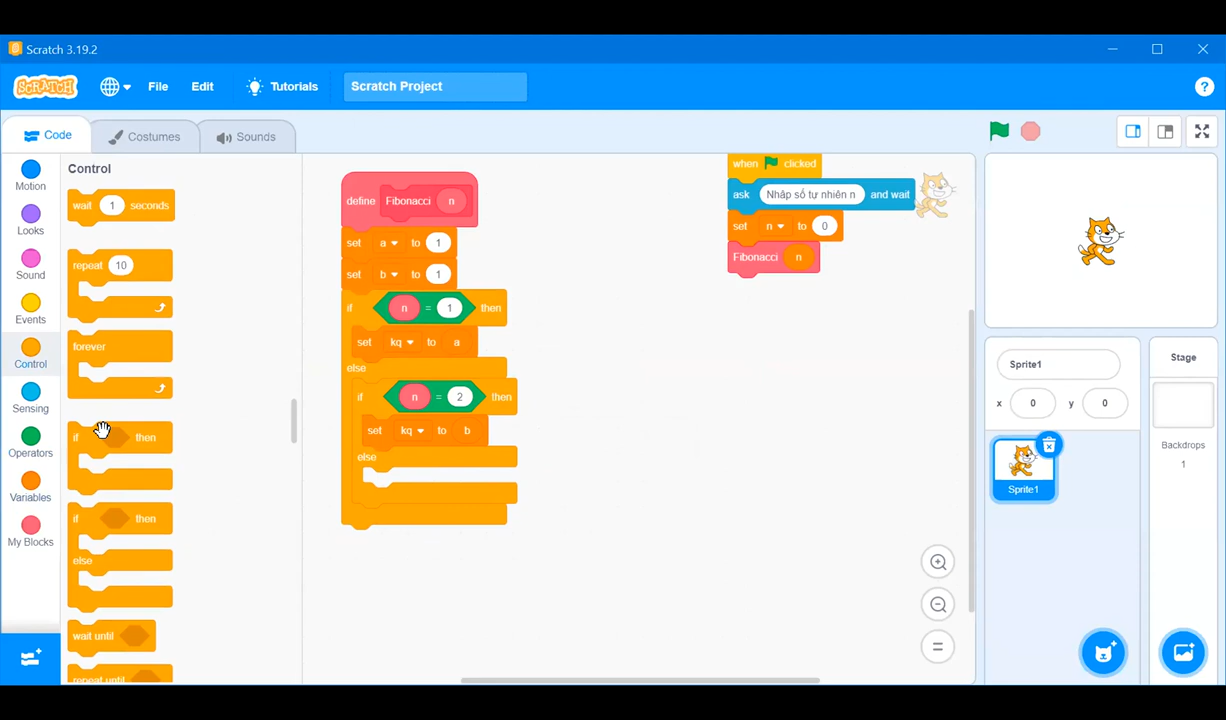 Scratch 3.19.2
SCRATCH File Edit Tutorials Scratch Project ?
Code Costumes Sounds
Motion
Looks
Sound
Events
Control
Sensing
Operators
Variables
My Blocks
Control
wait 1 seconds
repeat 10
forever
if then
if then
else
wait until
repeat until
define Fibonacci n
set a to 1
set b to 1
if n = 1 then
set kq to a
else
if n = 2 then
set kq to b
else
when clicked
ask Nhập số tự nhiên n and wait
set n to 0
Fibonacci n
Sprite1
x 0 y 0
Sprite1
Stage
Backdrops
1